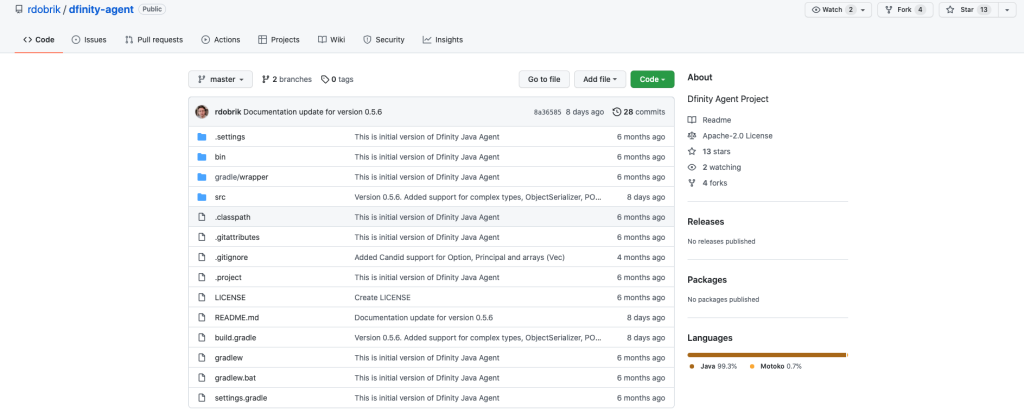 rdobrik / dfinity-agent Public
Watch 2 Fork 4 Star 13
Code Issues Pull requests Actions Projects Wiki Security Insights
master 2 branches 0 tags Go to file Add file Code
rdobrik Documentation update for version 0.5.6 8a36585 8 days ago 28 commits
.settings This is initial version of Dfinity Java Agent 6 months ago
bin This is initial version of Dfinity Java Agent 6 months ago
gradle/wrapper This is initial version of Dfinity Java Agent 6 months ago
src Version 0.5.6. Added support for complex types, ObjectSerializer, PO... 8 days ago
.classpath This is initial version of Dfinity Java Agent 6 months ago
.gitattributes This is initial version of Dfinity Java Agent 6 months ago
.gitignore Added Candid support for Option, Principal and arrays (Vec) 4 months ago
.project This is initial version of Dfinity Java Agent 6 months ago
LICENSE Create LICENSE 6 months ago
README.md Documentation update for version 0.5.6 8 days ago
build.gradle Version 0.5.6. Added support for complex types, ObjectSerializer, PO... 8 days ago
gradlew This is initial version of Dfinity Java Agent 6 months ago
gradlew.bat This is initial version of Dfinity Java Agent 6 months ago
settings.gradle This is initial version of Dfinity Java Agent 6 months ago
About
Dfinity Agent Project
Readme
Apache-2.0 License
13 stars
2 watching
4 forks
Releases
No releases published
Packages
No packages published
Languages
Java 99.3% Motoko 0.7%